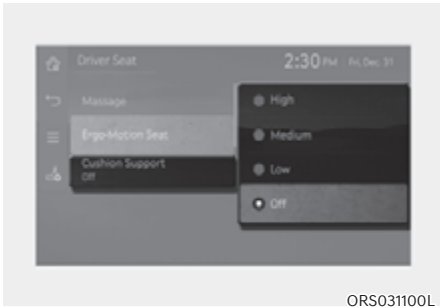 Driver Seat
2:30 PM Fri, Dec. 31
Massage
High
Ergo-Motion Seat
Medium
Cushion Support
Off
Low
Off
ORS031100L